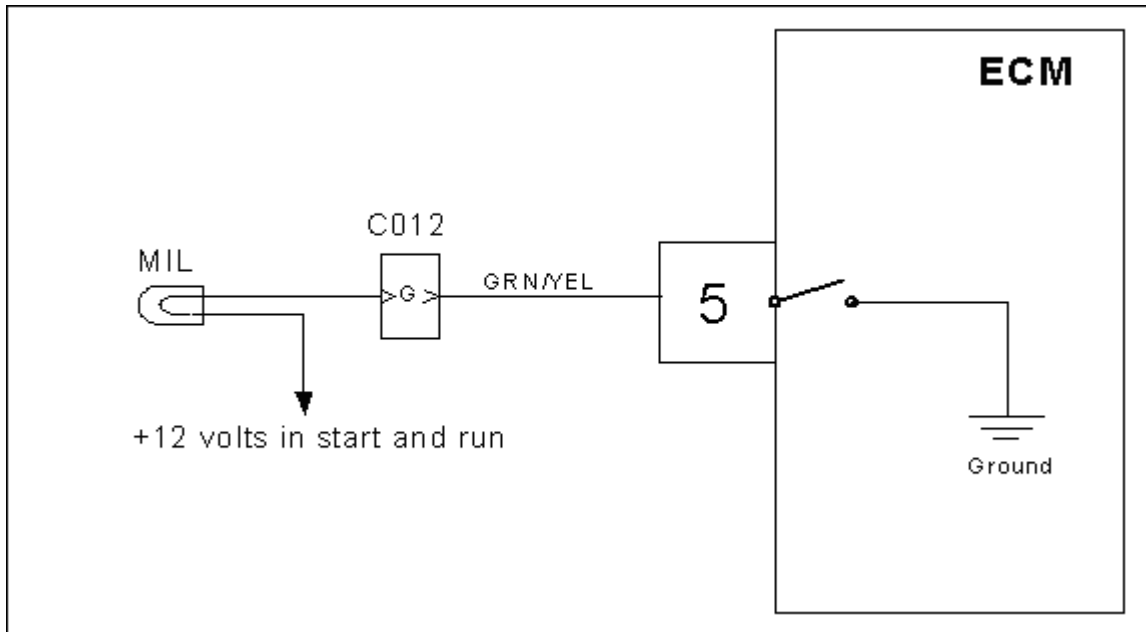 ECM
C012
MIL
G
GRN/YEL
5
+12 volts in start and run
Ground